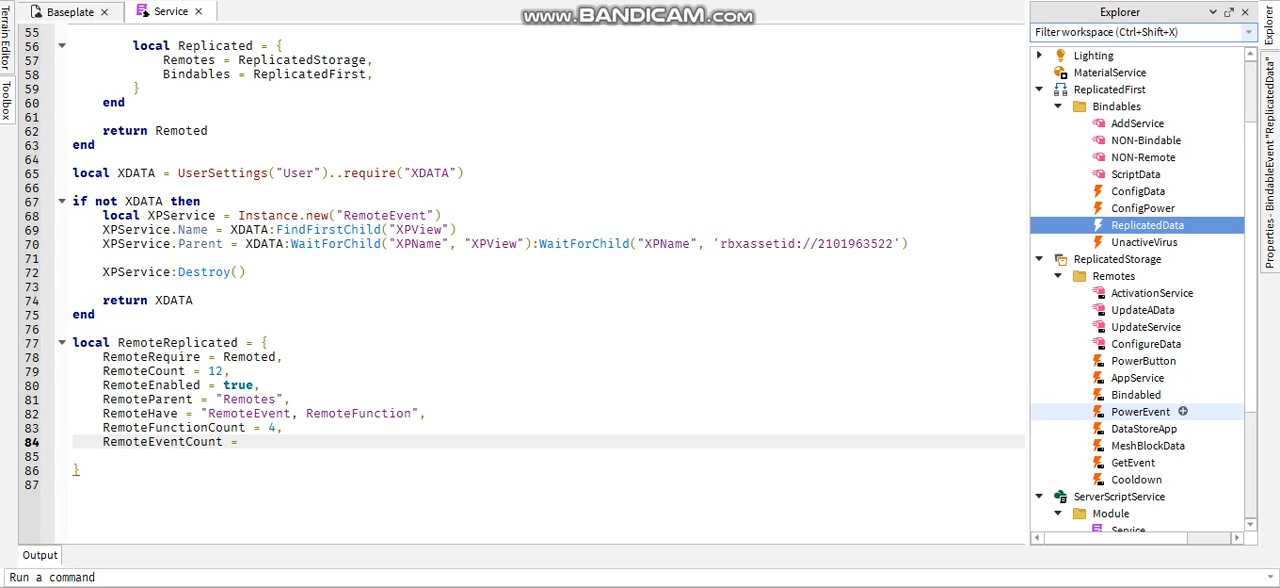 Terrain Editor
Toolbox
Baseplate
Service
www.BANDICAM.com
55
56 local Replicated = {
57 Remotes = ReplicatedStorage,
58 Bindables = ReplicatedFirst,
59 }
60 end
61
62 return Remoted
63 end
64
65 local XDATA = UserSettings("User")..require("XDATA")
66
67 if not XDATA then
68 local XPService = Instance.new("RemoteEvent")
69 XPService.Name = XDATA:FindFirstChild("XPView")
70 XPService.Parent = XDATA:WaitForChild("XPName", "XPView"):WaitForChild("XPName", 'rbxassetid://2101963522')
71
72 XPService:Destroy()
73
74 return XDATA
75 end
76
77 local RemoteReplicated = {
78 RemoteRequire = Remoted,
79 RemoteCount = 12,
80 RemoteEnabled = true,
81 RemoteParent = "Remotes",
82 RemoteHave = "RemoteEvent, RemoteFunction",
83 RemoteFunctionCount = 4,
84 RemoteEventCount =
85
86 }
87
Output
Run a command
Explorer
Filter workspace (Ctrl+Shift+X)
Lighting
MaterialService
ReplicatedFirst
Bindables
AddService
NON-Bindable
NON-Remote
ScriptData
ConfigData
ConfigPower
ReplicatedData
UnactiveVirus
ReplicatedStorage
Remotes
ActivationService
UpdateAData
UpdateService
ConfigureData
PowerButton
AppService
Bindabled
PowerEvent
DataStoreApp
MeshBlockData
GetEvent
Cooldown
ServerScriptService
Module
Service
Explorer
Properties - BindableEvent "ReplicatedData"